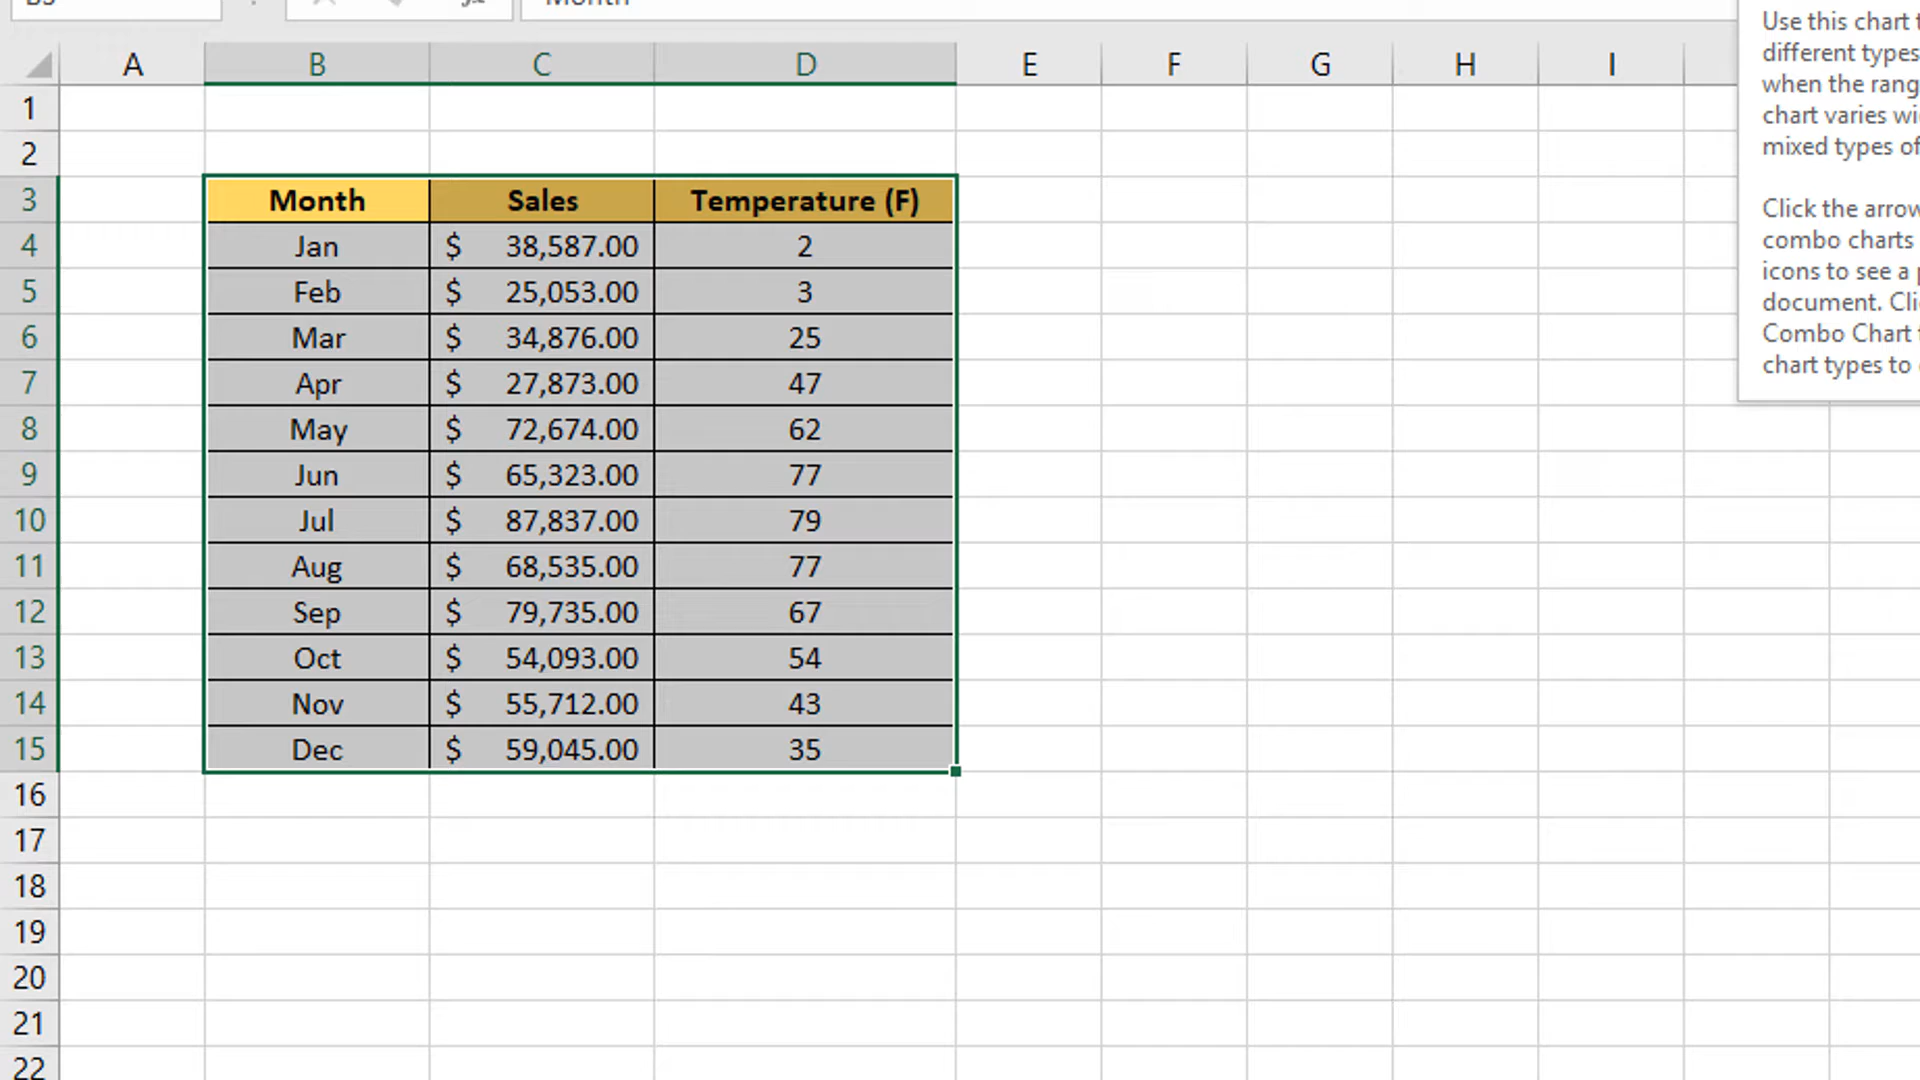 Month
Use this chart
different types
when the rang
chart varies wi
mixed types of
Click the arrow
combo charts
icons to see a
document. Cli
Combo Chart
chart types to
A B C D E F G H I
1
2
3 Month Sales Temperature (F)
4 Jan $ 38,587.00 2
5 Feb $ 25,053.00 3
6 Mar $ 34,876.00 25
7 Apr $ 27,873.00 47
8 May $ 72,674.00 62
9 Jun $ 65,323.00 77
10 Jul $ 87,837.00 79
11 Aug $ 68,535.00 77
12 Sep $ 79,735.00 67
13 Oct $ 54,093.00 54
14 Nov $ 55,712.00 43
15 Dec $ 59,045.00 35
16
17
18
19
20
21
22